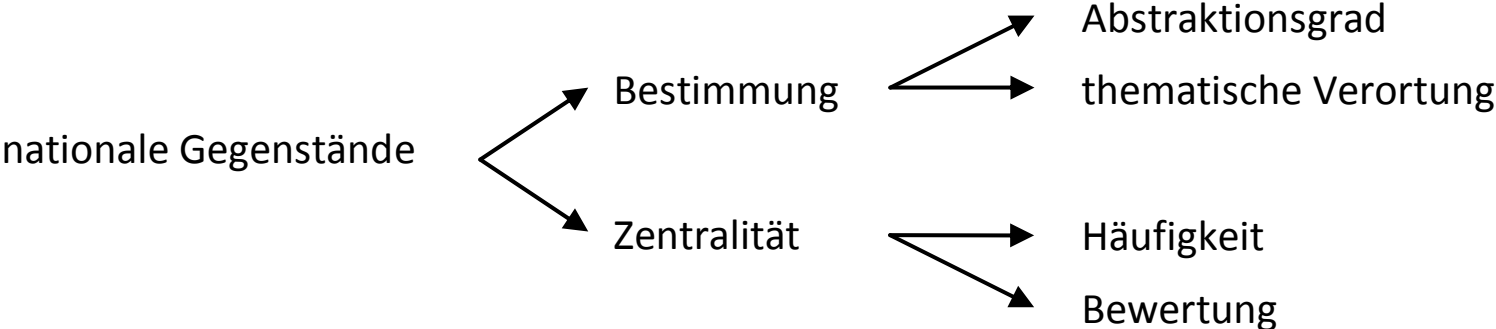 Abstraktionsgrad
Bestimmung
thematische Verortung
nationale Gegenstände
Zentralität
Häufigkeit
Bewertung